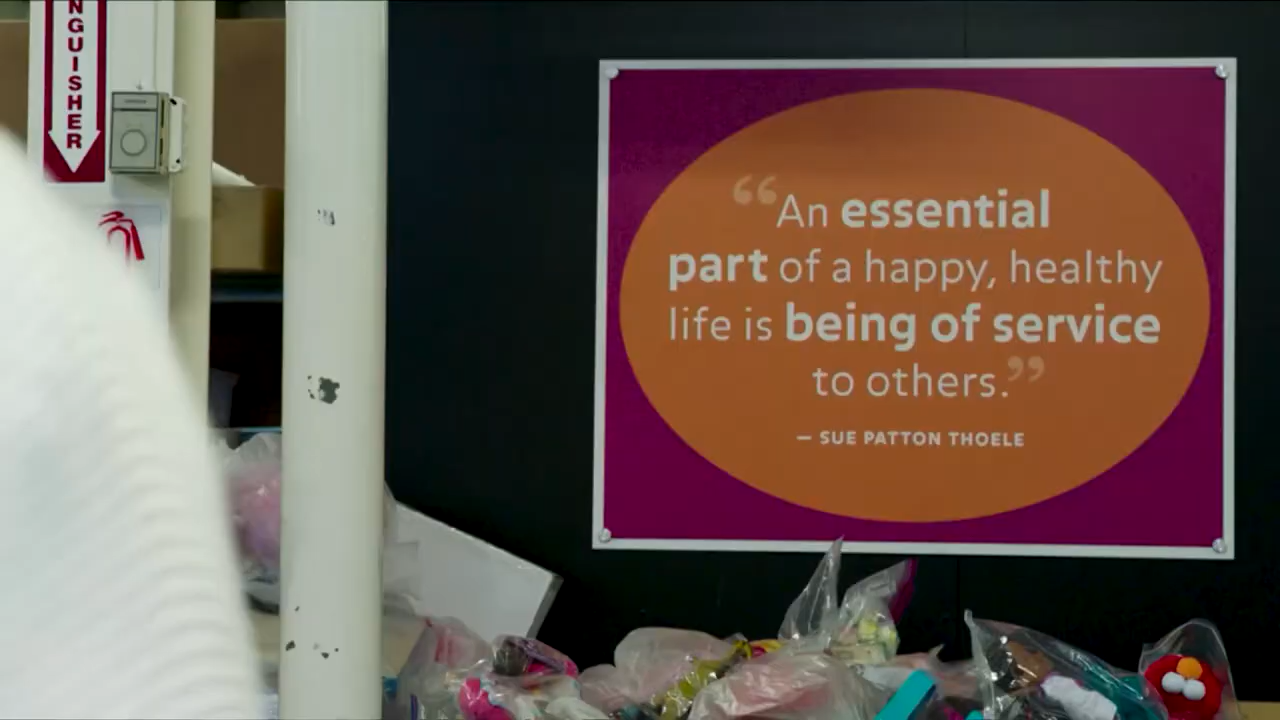 NGUISHER
“An essential
part of a happy, healthy
life is being of service
to others.”
— SUE PATTON THOELE